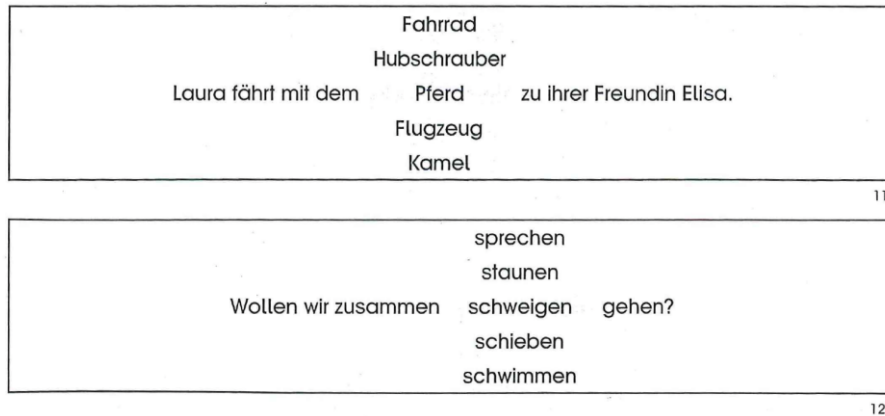 Fahrrad
Hubschrauber
Laura fährt mit dem Pferd zu ihrer Freundin Elisa.
Flugzeug
Kamel
11
sprechen
staunen
Wollen wir zusammen schweigen gehen?
schieben
schwimmen
12